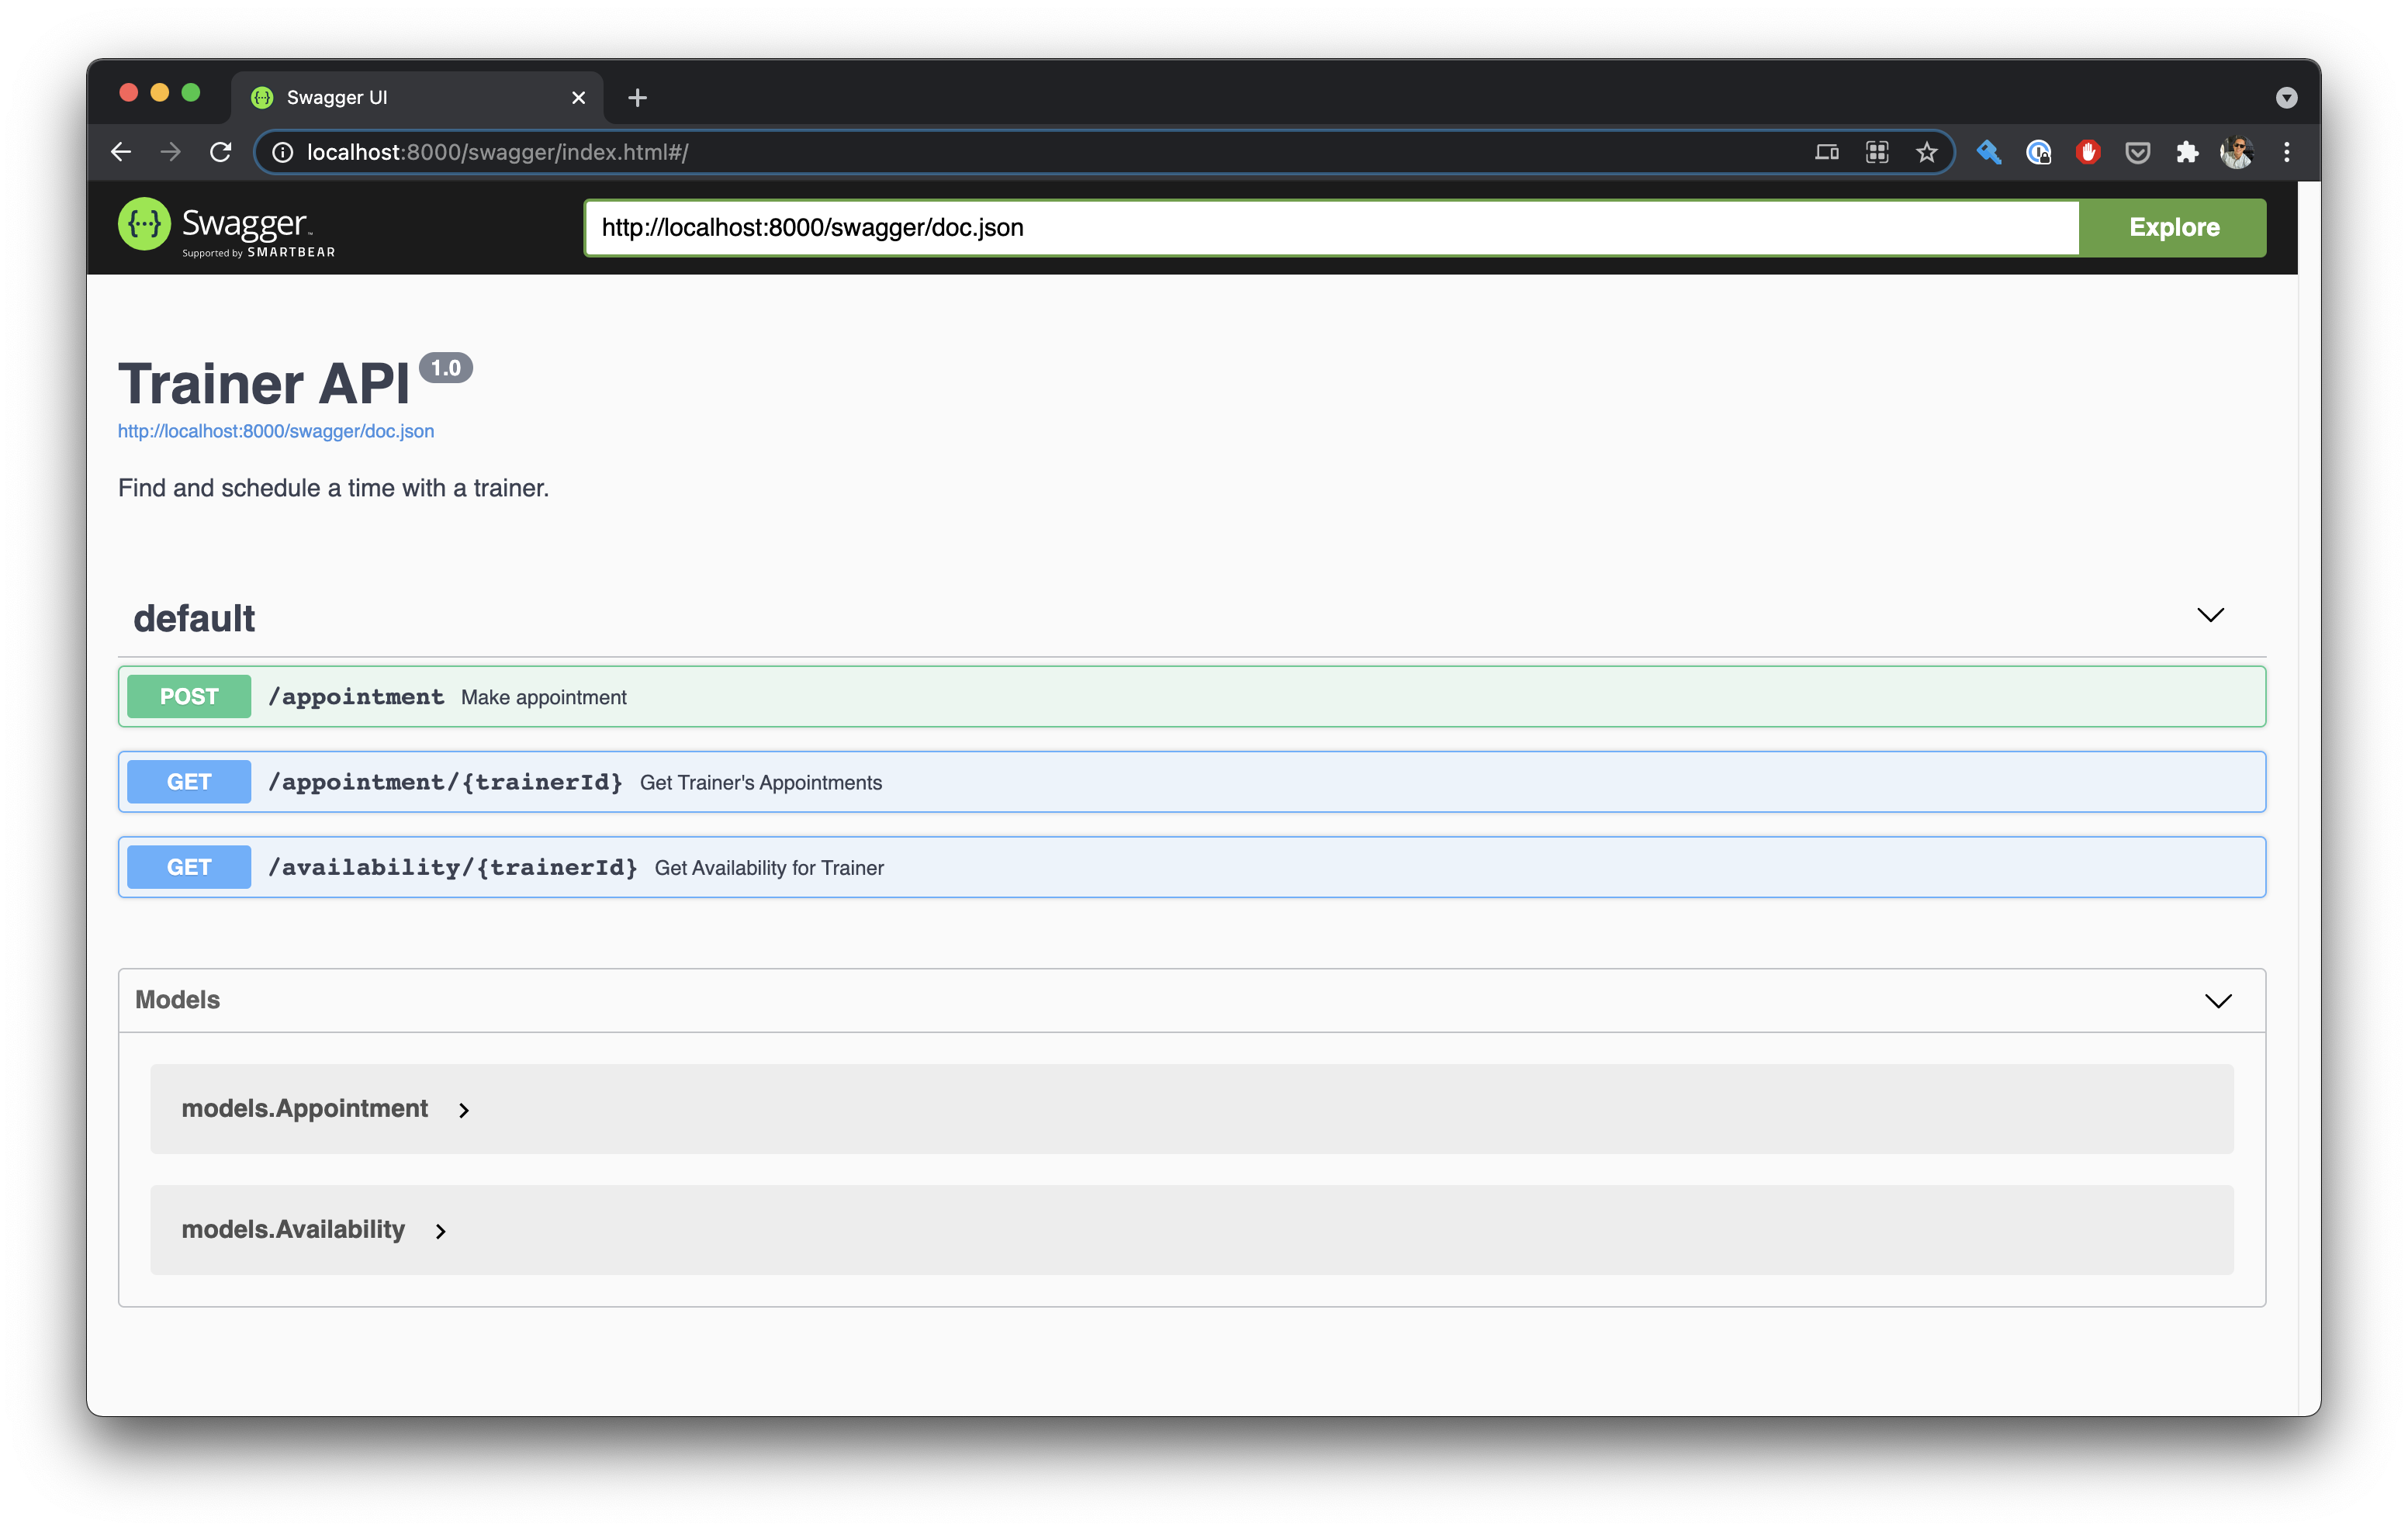 Swagger UI
localhost:8000/swagger/index.html#/
Swagger™
Supported by SMARTBEAR
http://localhost:8000/swagger/doc.json
Explore
Trainer API 1.0
http://localhost:8000/swagger/doc.json
Find and schedule a time with a trainer.
default
POST /appointment Make appointment
GET /appointment/{trainerId} Get Trainer's Appointments
GET /availability/{trainerId} Get Availability for Trainer
Models
models.Appointment
models.Availability